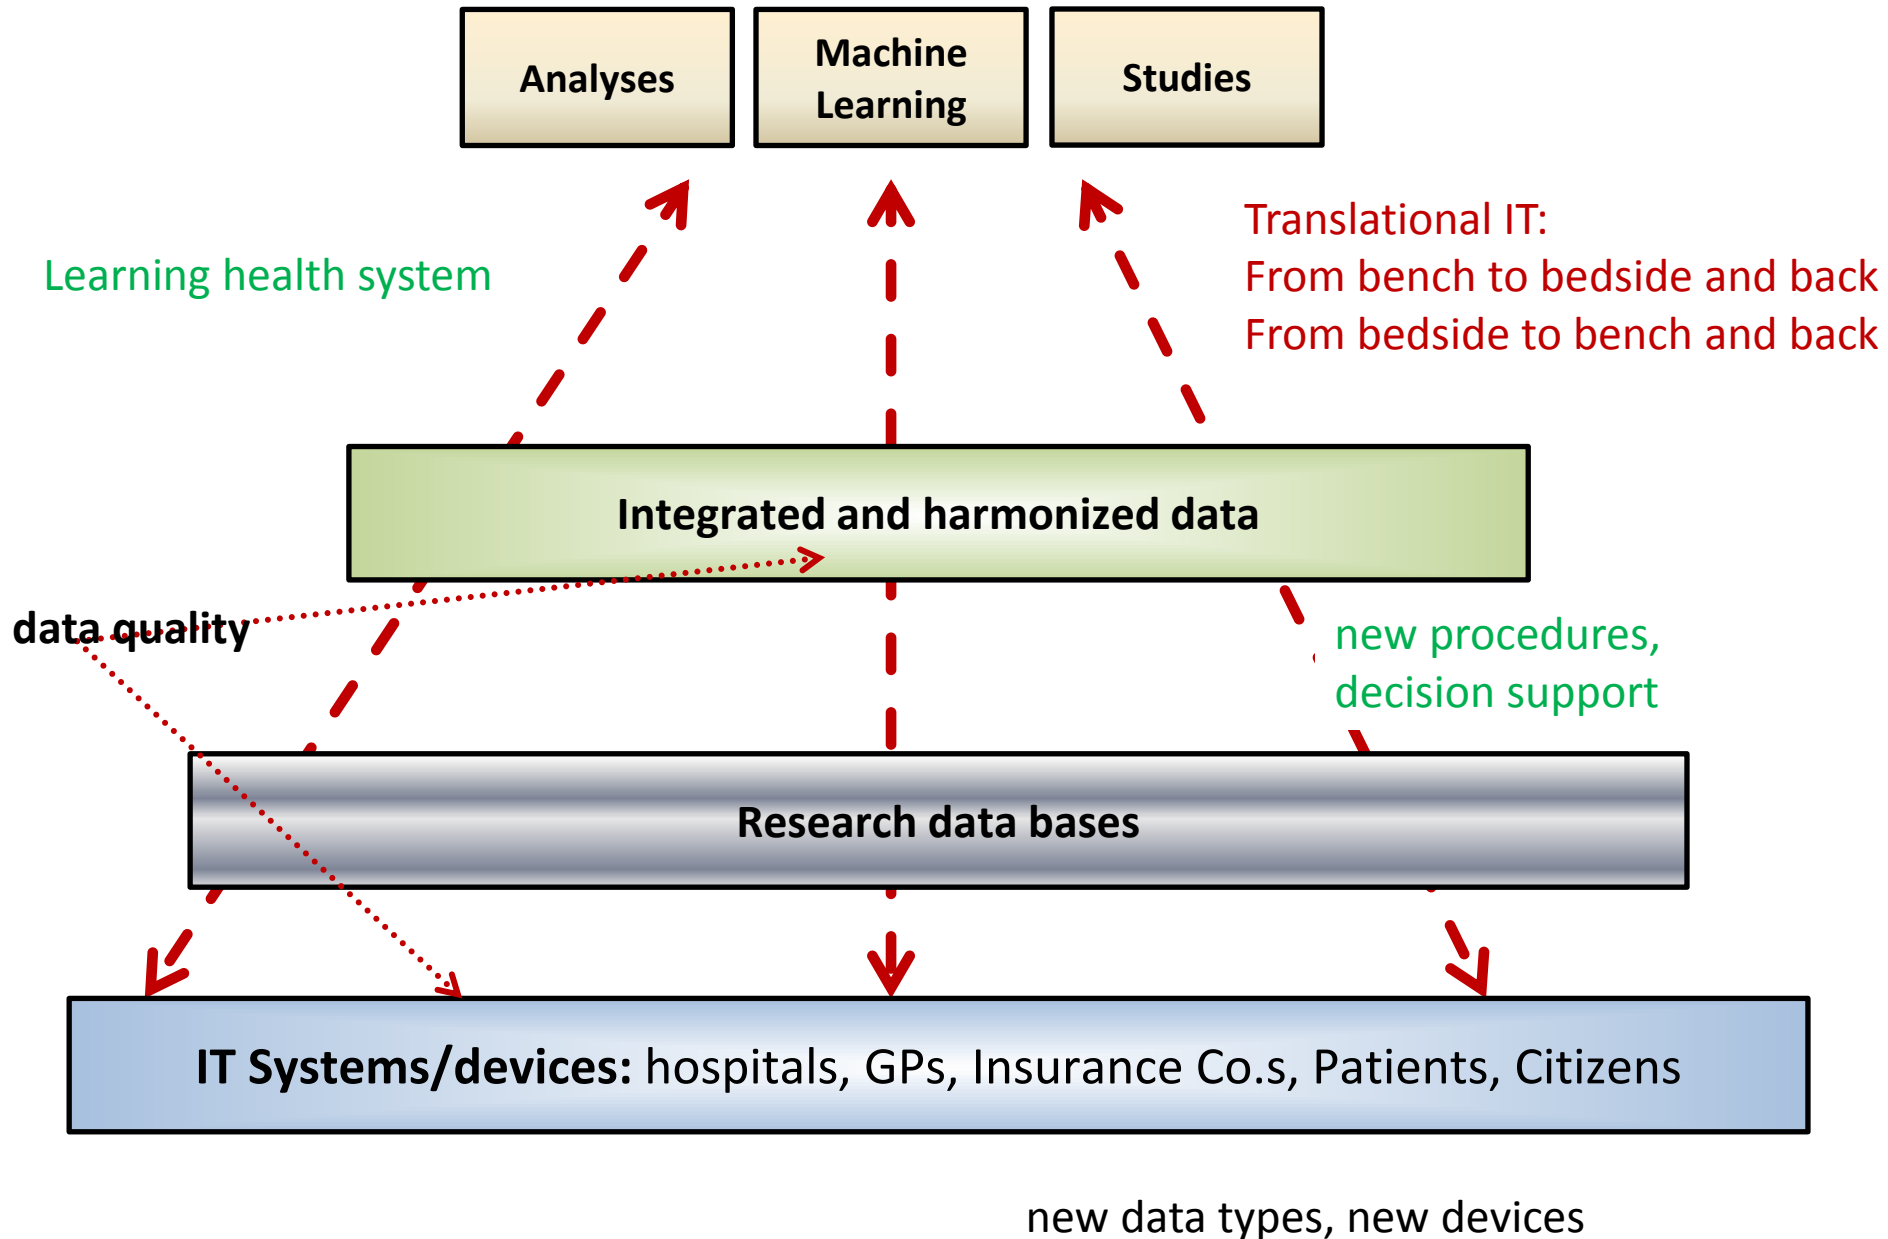 Analyses
Machine
Learning
Studies
Translational IT:
From bench to bedside and back
From bedside to bench and back
Learning health system
Integrated and harmonized data
data quality
new procedures,
decision support
Research data bases
IT Systems/devices: hospitals, GPs, Insurance Co.s, Patients, Citizens
new data types, new devices